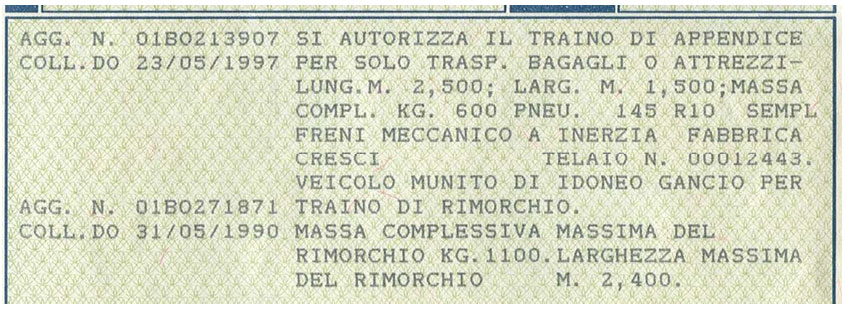 AGG. N. 01B0213907 SI AUTORIZZA IL TRAINO DI APPENDICE
COLL.DO 23/05/1997 PER SOLO TRASP. BAGAGLI O ATTREZZI-
LUNG.M. 2,500; LARG. M. 1,500;MASSA
COMPL. KG. 600 PNEU. 145 R10 SEMPL
FRENI MECCANICO A INERZIA FABBRICA
CRESCI TELAIO N. 00012443.
VEICOLO MUNITO DI IDONEO GANCIO PER
AGG. N. 01B0271871 TRAINO DI RIMORCHIO.
COLL.DO 31/05/1990 MASSA COMPLESSIVA MASSIMA DEL
RIMORCHIO KG.1100.LARGHEZZA MASSIMA
DEL RIMORCHIO M. 2,400.